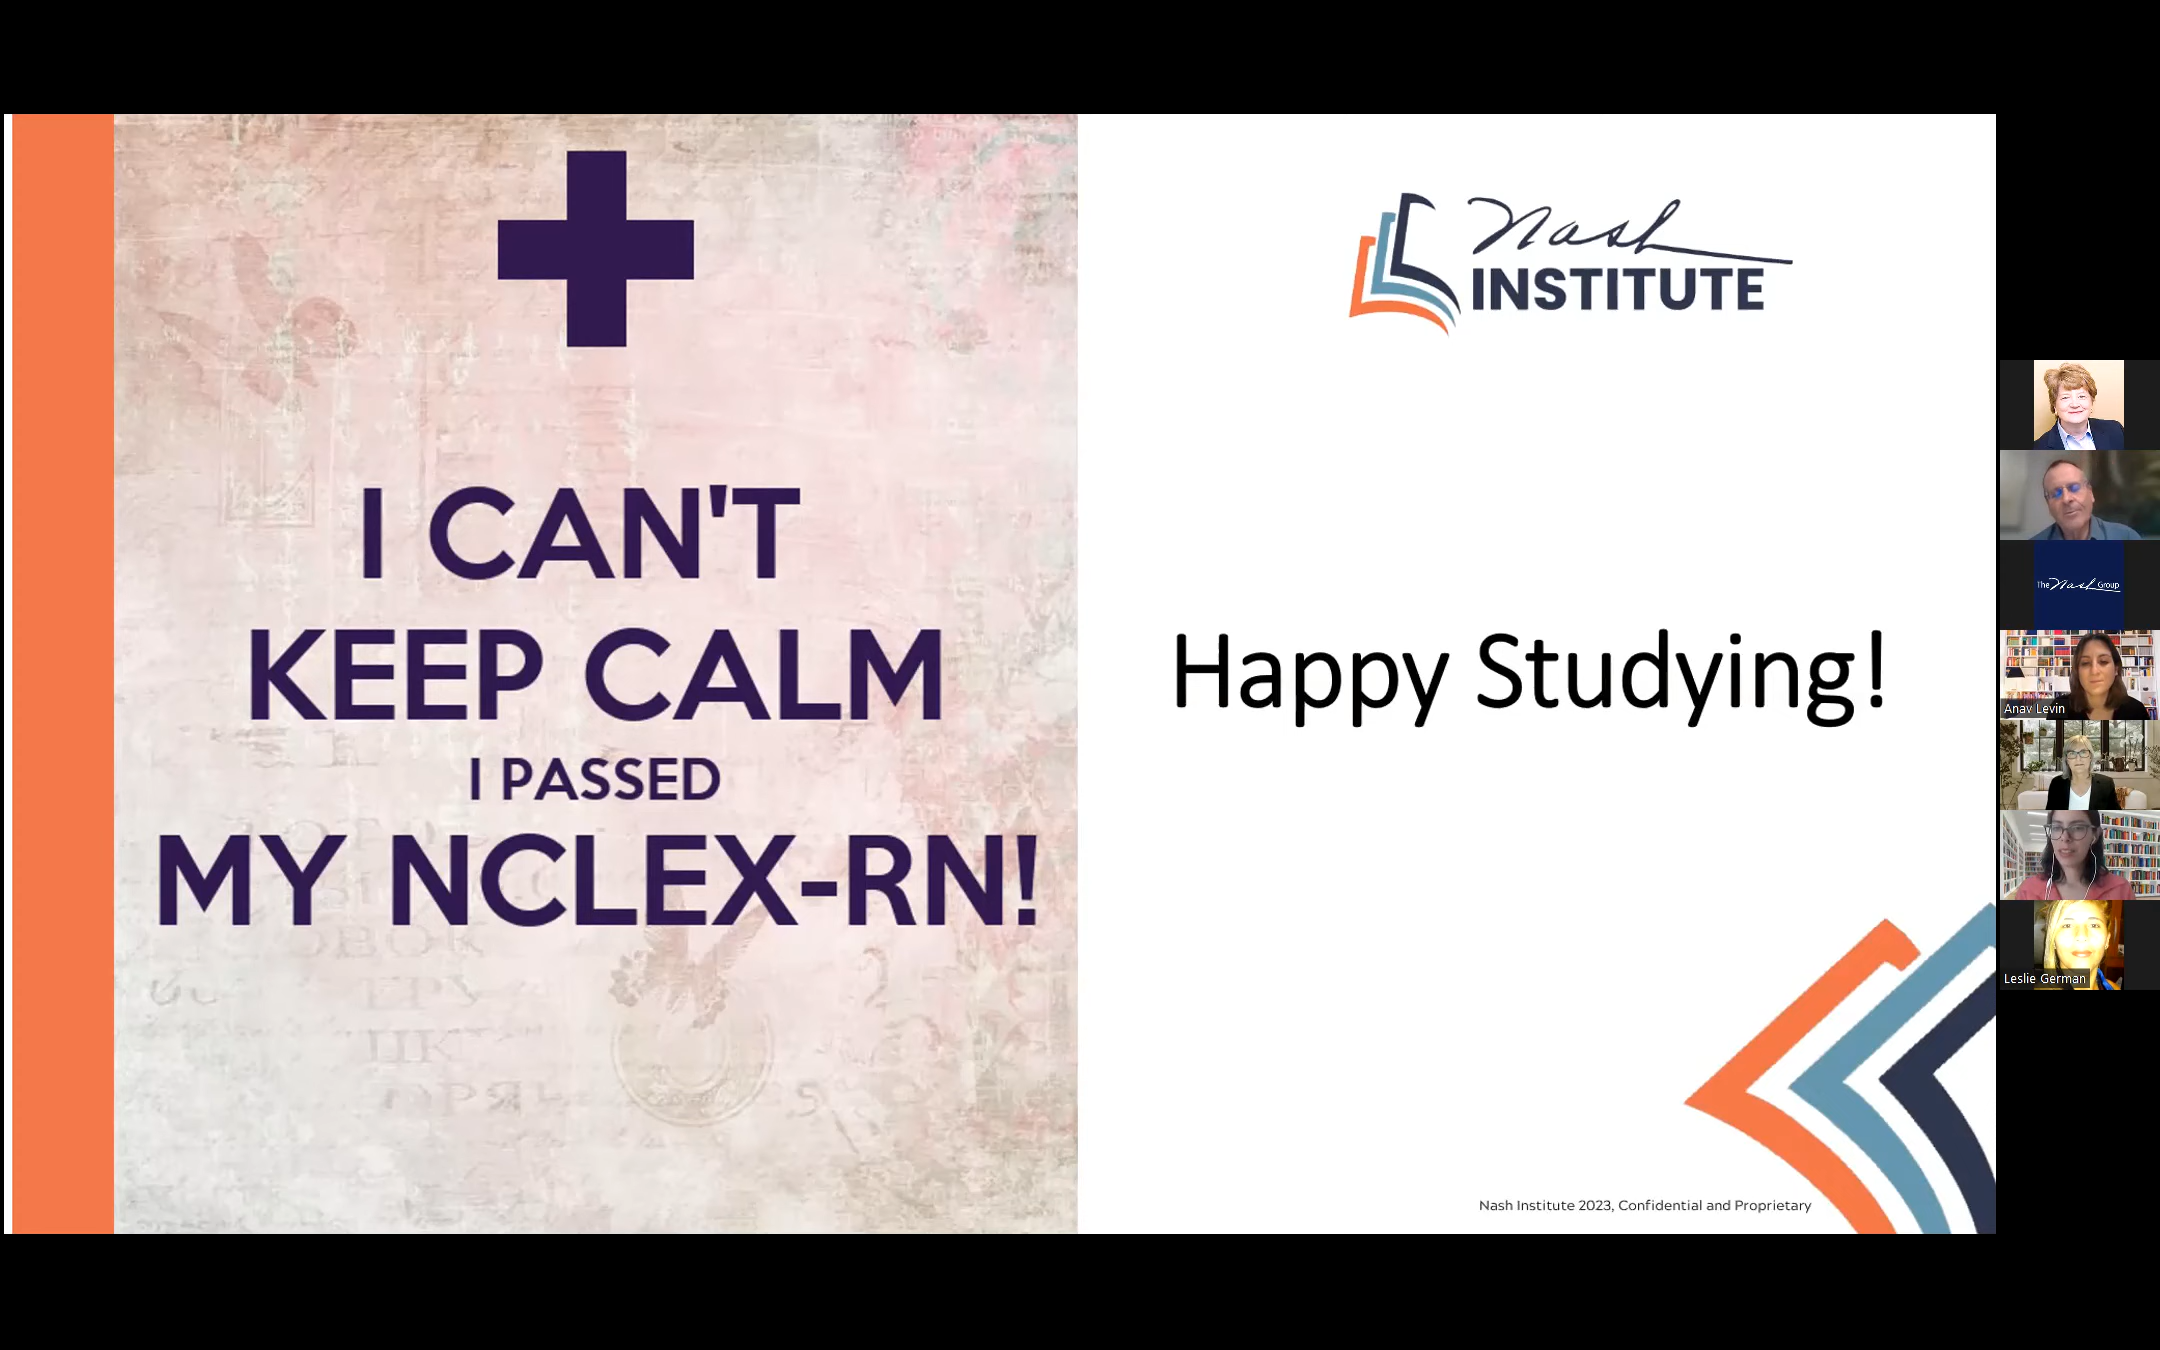 I CAN'T
KEEP CALM
I PASSED
MY NCLEX-RN!
Nash
INSTITUTE
Happy Studying!
Nash Institute 2023, Confidential and Proprietary
The Nash Group
Anav Levin
Leslie German